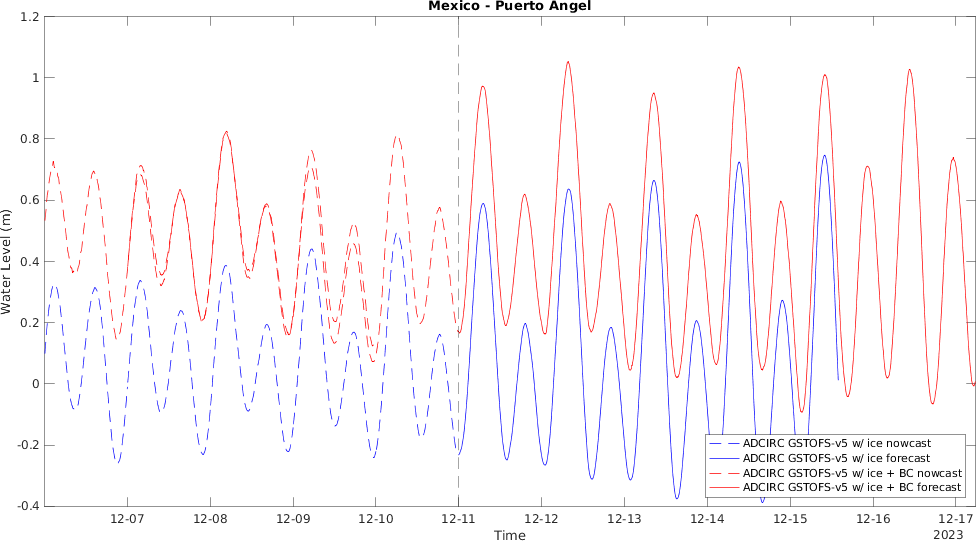 Mexico - Puerto Angel
1.2
1
0.8
0.6
0.4
0.2
0
-0.2
-0.4
Water Level (m)
ADCIRC GSTOFS-v5 w/ ice nowcast
ADCIRC GSTOFS-v5 w/ ice forecast
ADCIRC GSTOFS-v5 w/ ice + BC nowcast
ADCIRC GSTOFS-v5 w/ ice + BC forecast
12-07 12-08 12-09 12-10 12-11 12-12 12-13 12-14 12-15 12-16 12-17
Time
2023